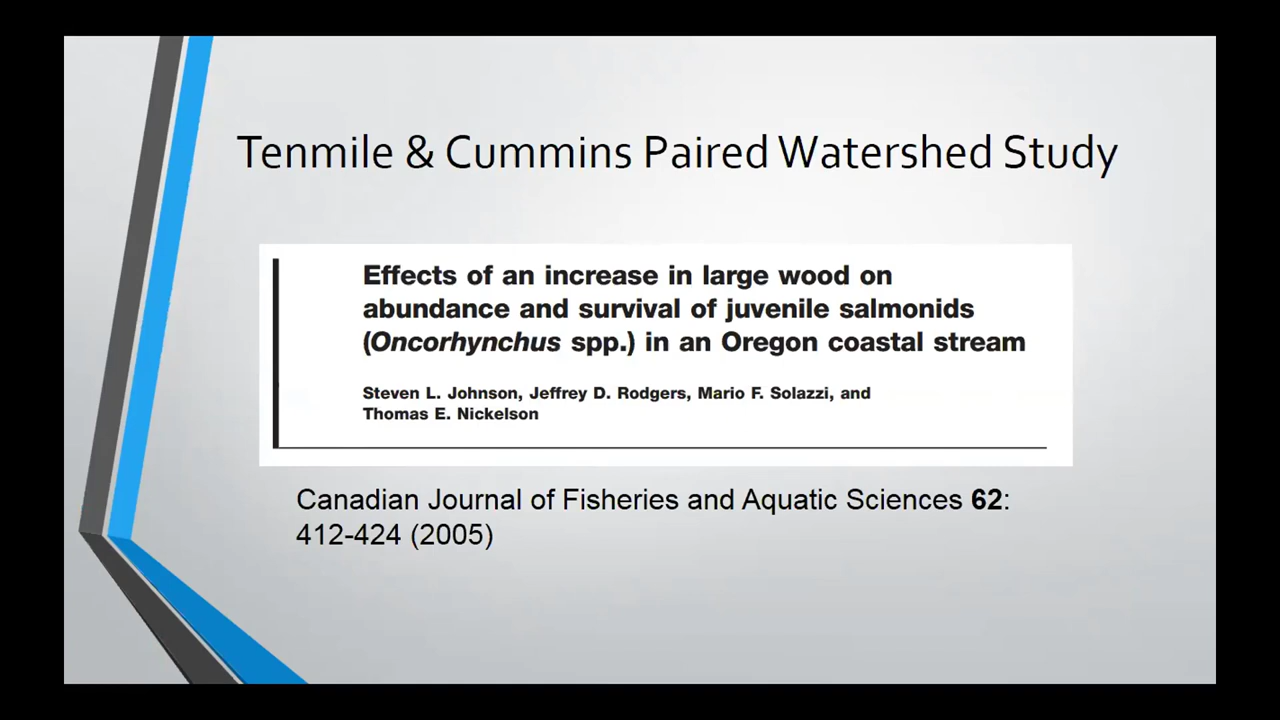 Tenmile & Cummins Paired Watershed Study
Effects of an increase in large wood on
abundance and survival of juvenile salmonids
(Oncorhynchus spp.) in an Oregon coastal stream
Steven L. Johnson, Jeffrey D. Rodgers, Mario F. Solazzi, and
Thomas E. Nickelson
Canadian Journal of Fisheries and Aquatic Sciences 62:
412-424 (2005)